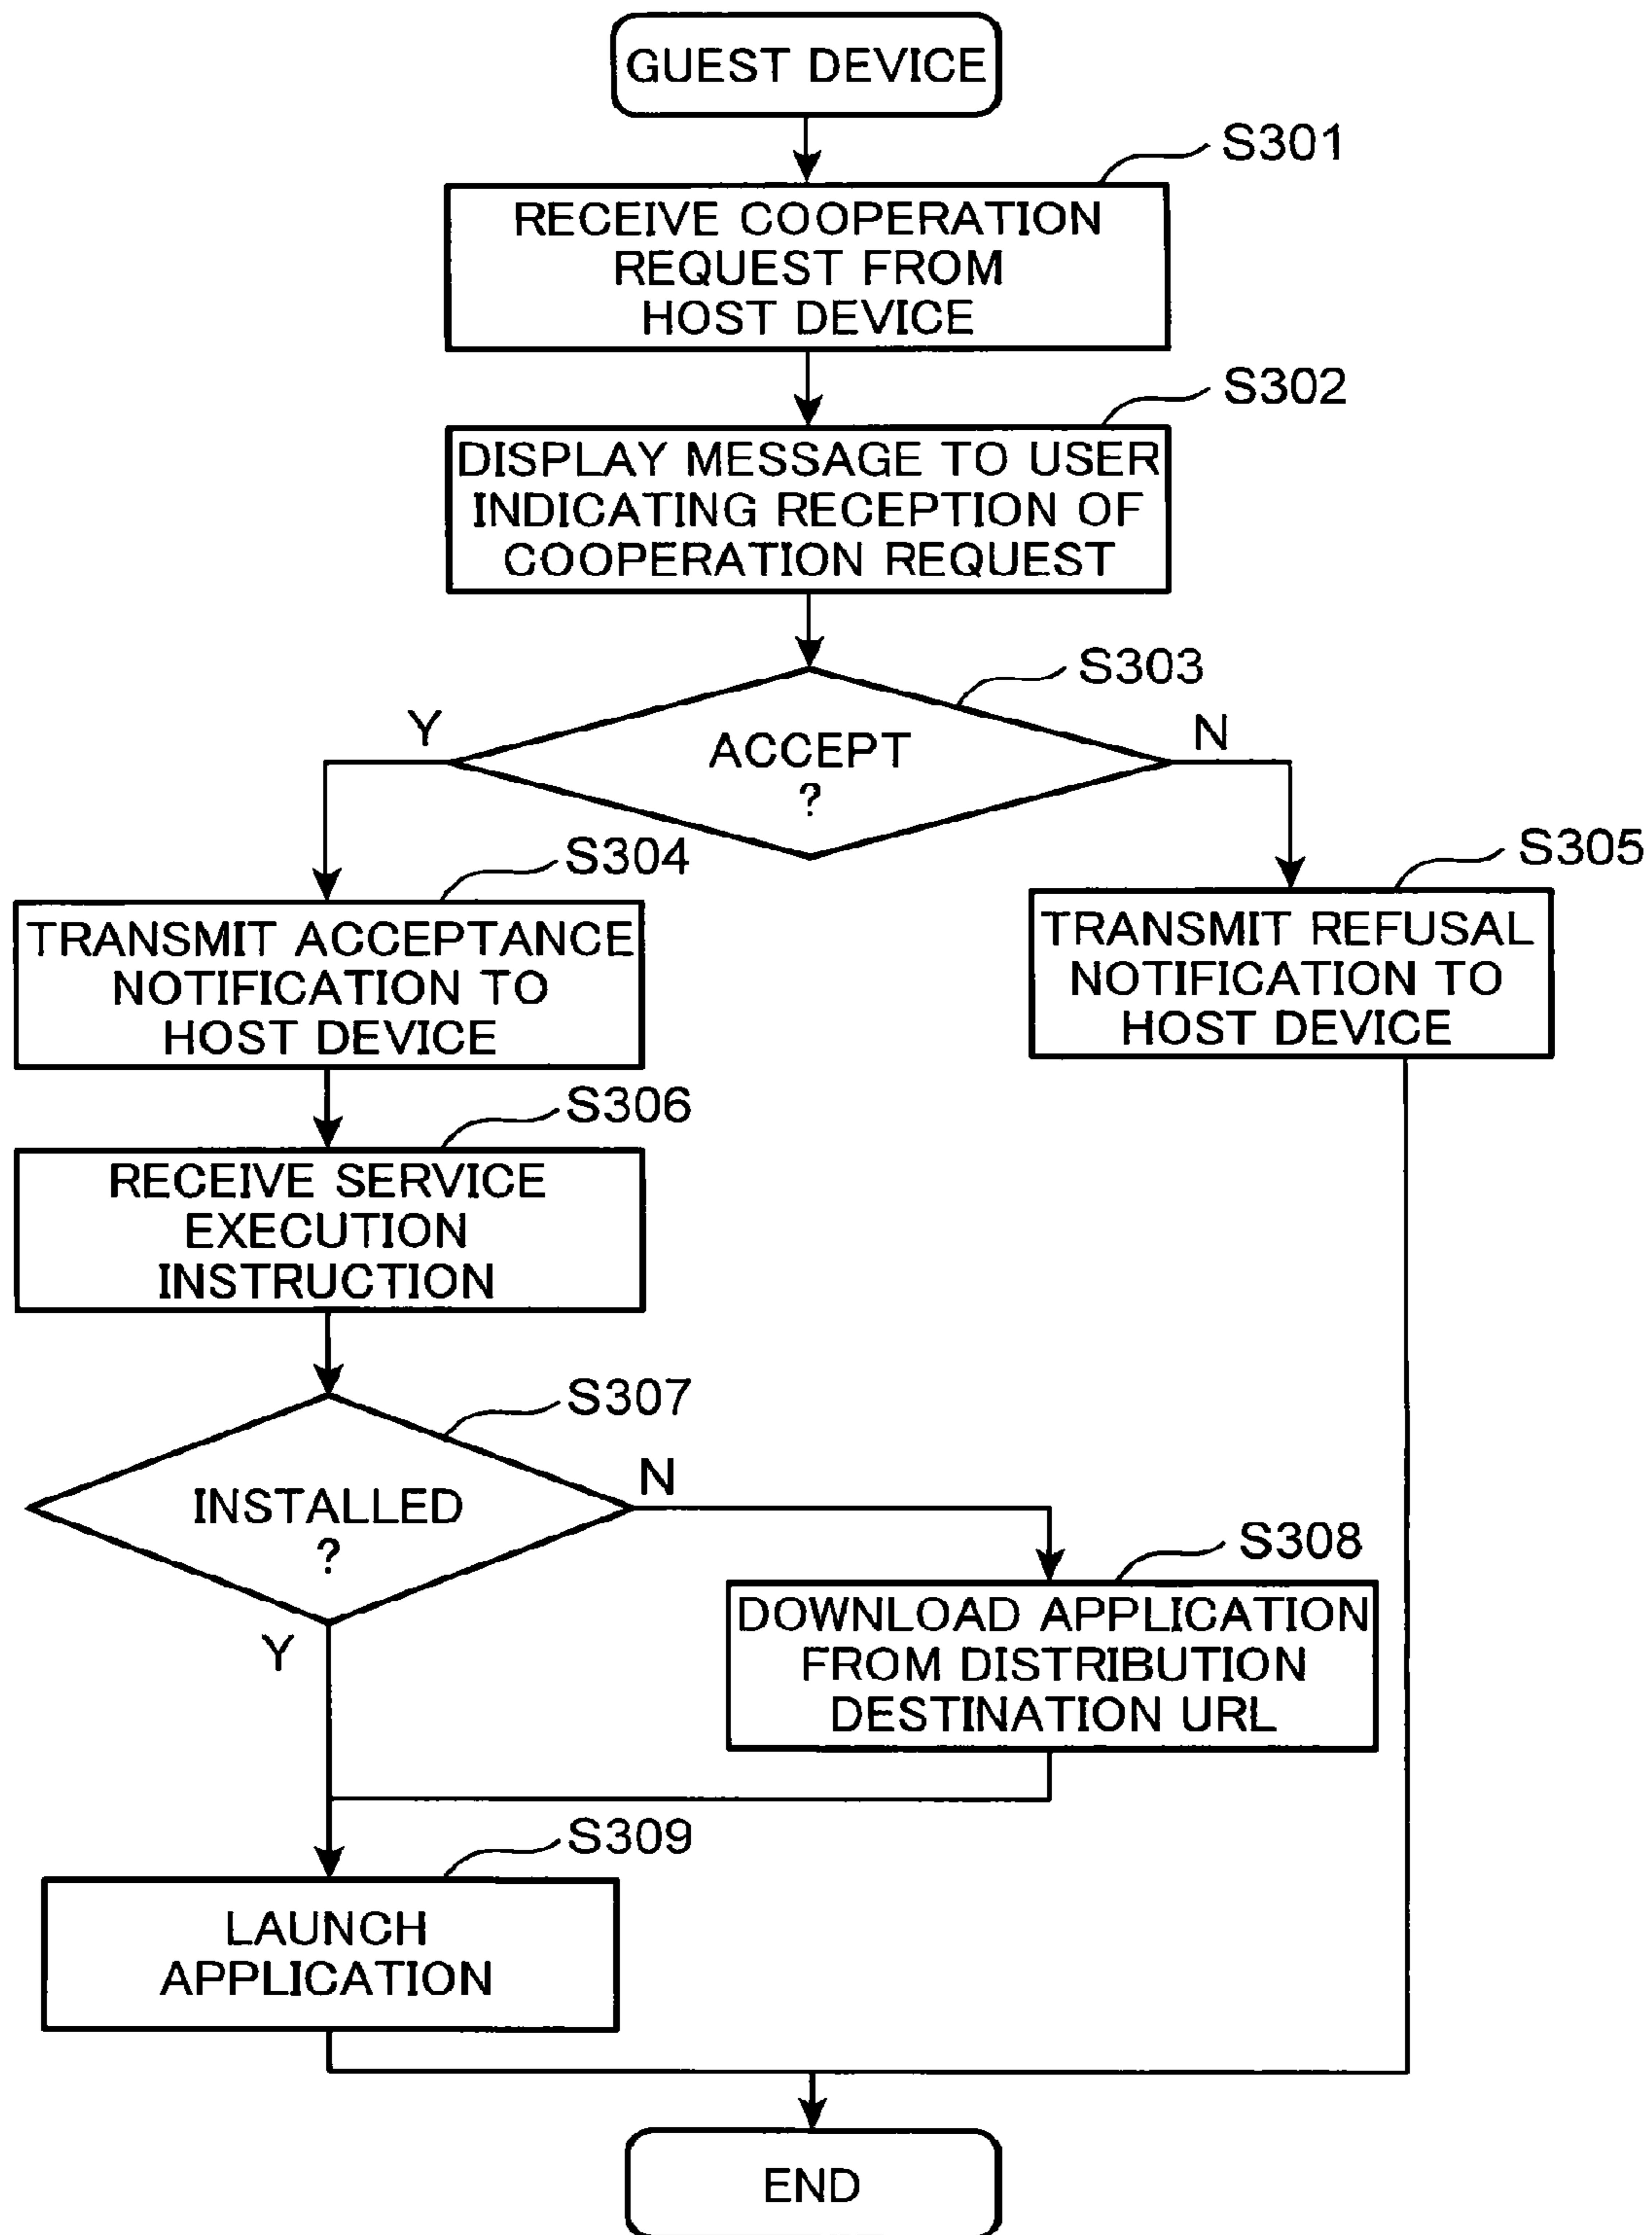 GUEST DEVICE
S301
RECEIVE COOPERATION
REQUEST FROM
HOST DEVICE
S302
DISPLAY MESSAGE TO USER
INDICATING RECEPTION OF
COOPERATION REQUEST
S303
Y
N
ACCEPT
?
S304
TRANSMIT ACCEPTANCE
NOTIFICATION TO
HOST DEVICE
S305
TRANSMIT REFUSAL
NOTIFICATION TO
HOST DEVICE
S306
RECEIVE SERVICE
EXECUTION
INSTRUCTION
S307
N
INSTALLED
?
Y
S308
DOWNLOAD APPLICATION
FROM DISTRIBUTION
DESTINATION URL
S309
LAUNCH
APPLICATION
END